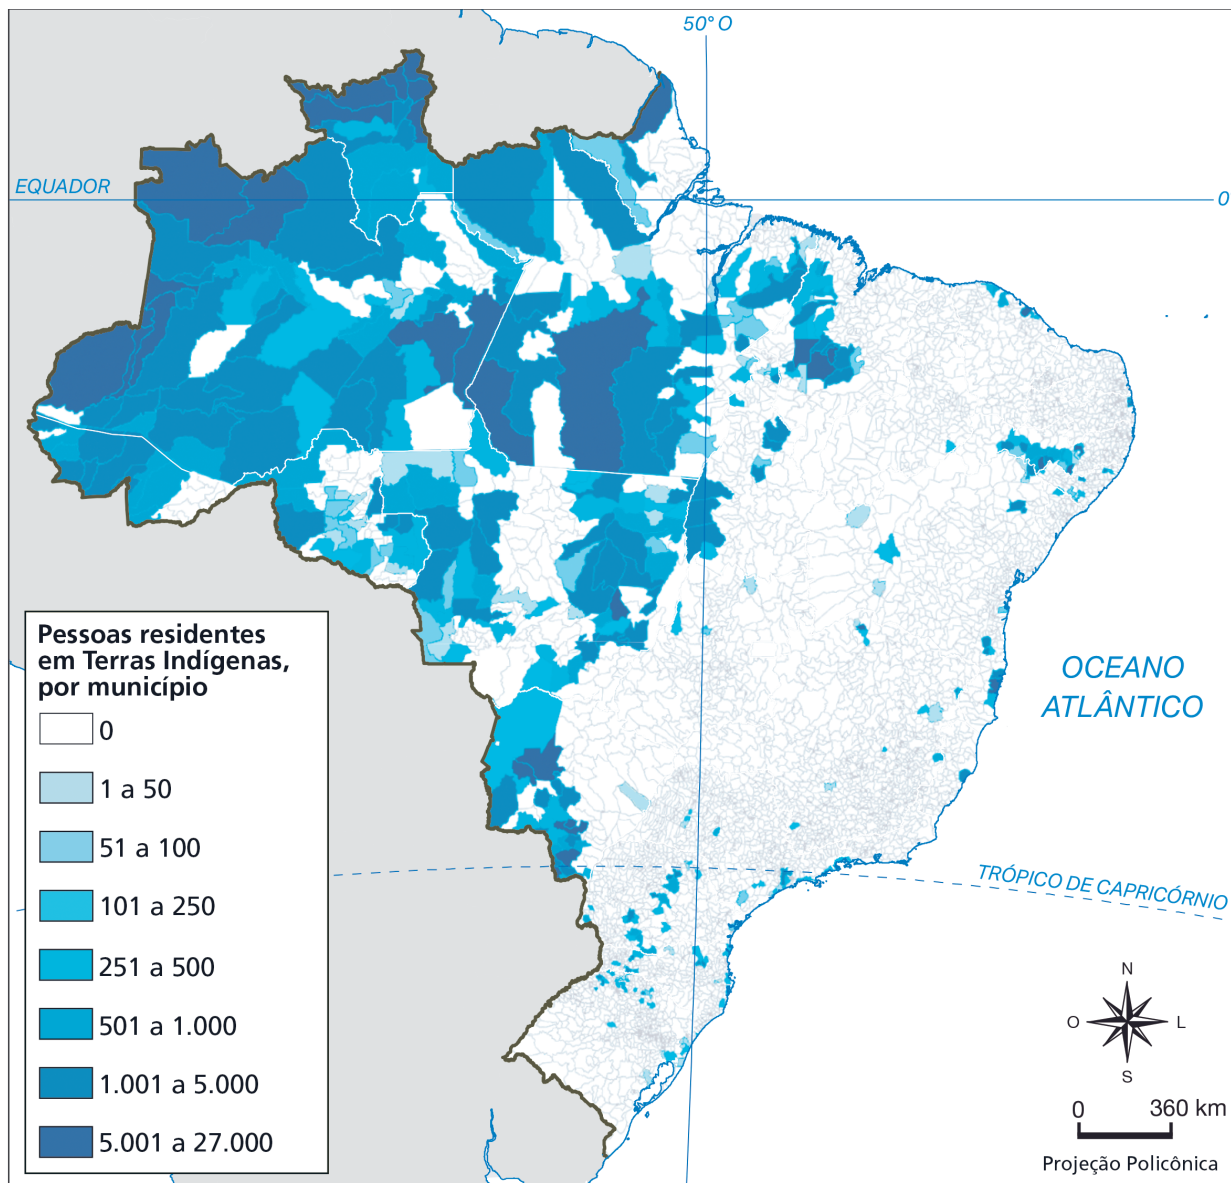 50° O
EQUADOR
0
Pessoas residentes
em Terras Indígenas,
por município
0
1 a 50
51 a 100
101 a 250
251 a 500
501 a 1.000
1.001 a 5.000
5.001 a 27.000
OCEANO
ATLÂNTICO
TRÓPICO DE CAPRICÓRNIO
N
O
L
S
0
360 km
Projeção Policônica